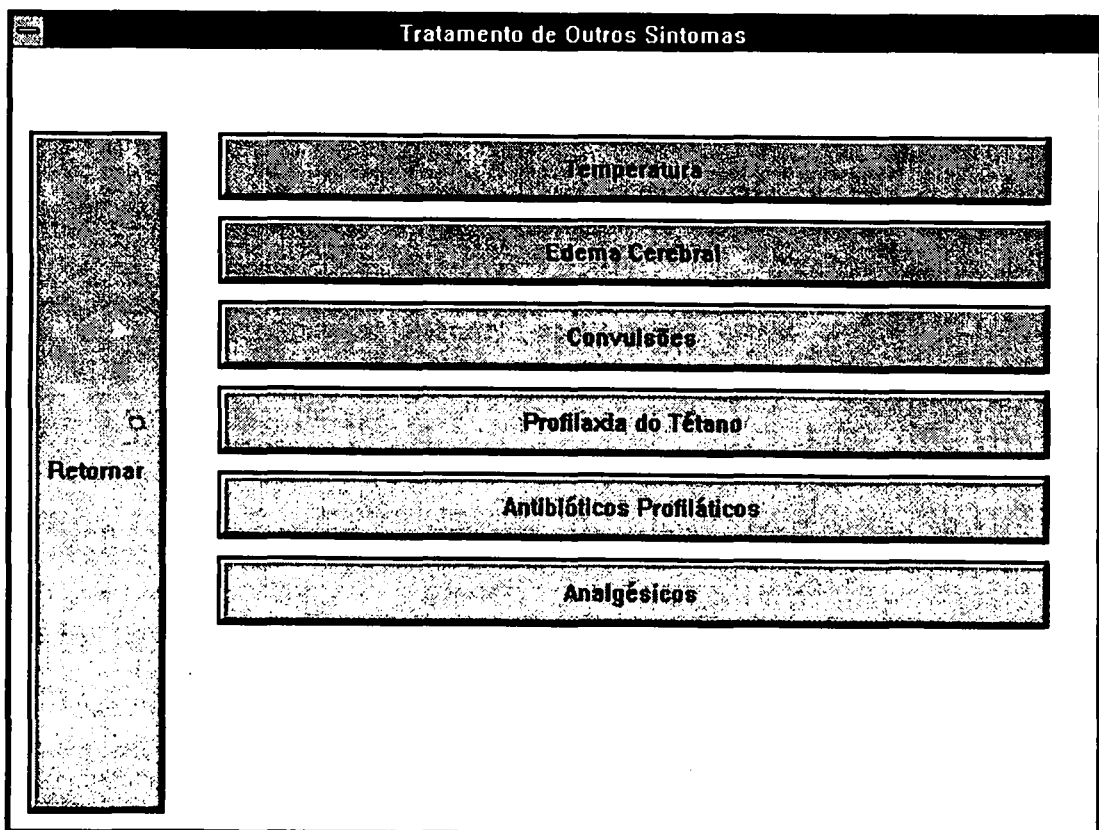 Tratamento de Outros Sintomas
Temperatura
Edema Cerebral
Convulsões
Profilaxia do Tétano
Retornar
Antibióticos Profiláticos
Analgésicos